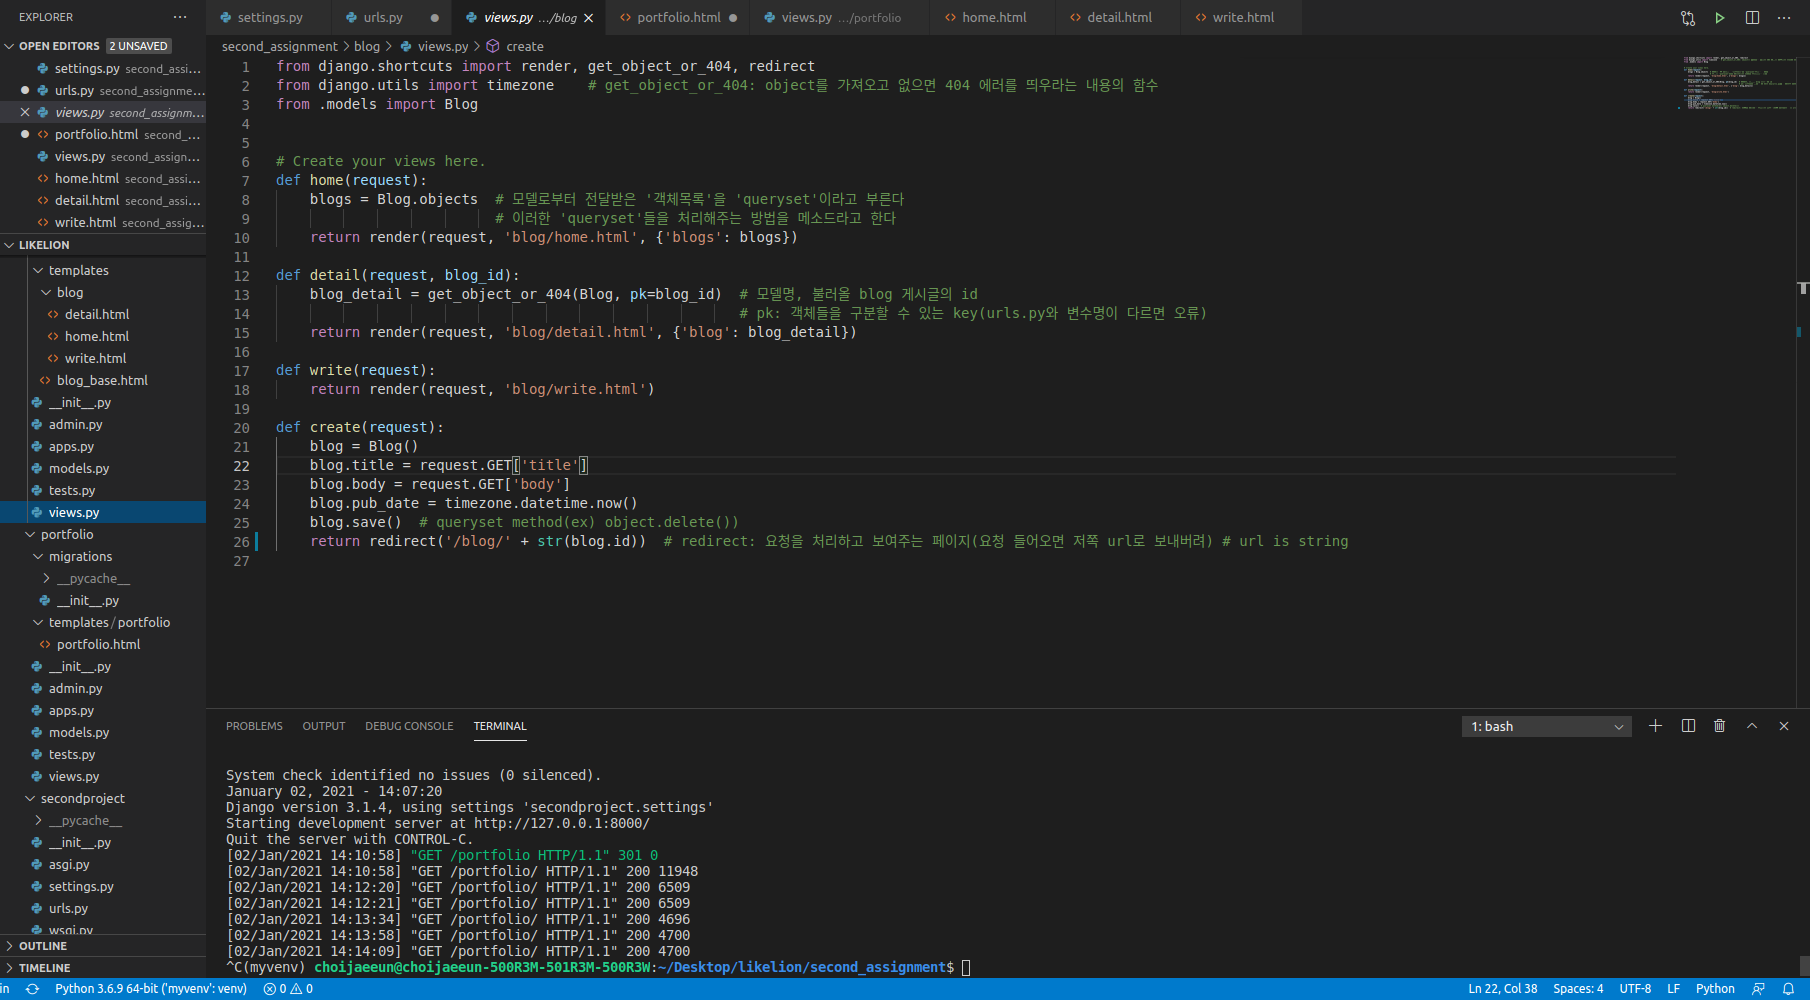 EXPLORER ···
settings.py
urls.py ●
views.py .../blog
portfolio.html ●
views.py .../portfolio
home.html
detail.html
write.html
OPEN EDITORS 2 UNSAVED
settings.py second_assi...
urls.py second_assignme...
views.py second_assignm...
portfolio.html second_...
views.py second_assign...
home.html second_assi...
detail.html second_assi...
write.html second_assig...
LIKELION
templates
blog
detail.html
home.html
write.html
blog_base.html
__init__.py
admin.py
apps.py
models.py
tests.py
views.py
portfolio
migrations
__pycache__
__init__.py
templates/portfolio
portfolio.html
__init__.py
admin.py
apps.py
models.py
tests.py
views.py
secondproject
__pycache__
__init__.py
asgi.py
settings.py
urls.py
wsgi.py
OUTLINE
TIMELINE
second_assignment > blog > views.py > create
1 from django.shortcuts import render, get_object_or_404, redirect
2 from django.utils import timezone    # get_object_or_404: object를 가져오고 없으면 404 에러를 띄우라는 내용의 함수
3 from .models import Blog
4
5
6 # Create your views here.
7 def home(request):
8     blogs = Blog.objects  # 모델로부터 전달받은 '객체목록'을 'queryset'이라고 부른다
9                           # 이러한 'queryset'들을 처리해주는 방법을 메소드라고 한다
10     return render(request, 'blog/home.html', {'blogs': blogs})
11
12 def detail(request, blog_id):
13     blog_detail = get_object_or_404(Blog, pk=blog_id)  # 모델명, 불러올 blog 게시글의 id
14                                                        # pk: 객체들을 구분할 수 있는 key(urls.py와 변수명이 다르면 오류)
15     return render(request, 'blog/detail.html', {'blog': blog_detail})
16
17 def write(request):
18     return render(request, 'blog/write.html')
19
20 def create(request):
21     blog = Blog()
22     blog.title = request.GET['title']
23     blog.body = request.GET['body']
24     blog.pub_date = timezone.datetime.now()
25     blog.save()  # queryset method(ex) object.delete())
26     return redirect('/blog/' + str(blog.id))  # redirect: 요청을 처리하고 보여주는 페이지(요청 들어오면 저쪽 url로 보내버려) # url is string
27
PROBLEMS OUTPUT DEBUG CONSOLE TERMINAL 1: bash
System check identified no issues (0 silenced).
January 02, 2021 - 14:07:20
Django version 3.1.4, using settings 'secondproject.settings'
Starting development server at http://127.0.0.1:8000/
Quit the server with CONTROL-C.
[02/Jan/2021 14:10:58] "GET /portfolio HTTP/1.1" 301 0
[02/Jan/2021 14:10:58] "GET /portfolio/ HTTP/1.1" 200 11948
[02/Jan/2021 14:12:20] "GET /portfolio/ HTTP/1.1" 200 6509
[02/Jan/2021 14:12:21] "GET /portfolio/ HTTP/1.1" 200 6509
[02/Jan/2021 14:13:34] "GET /portfolio/ HTTP/1.1" 200 4696
[02/Jan/2021 14:13:58] "GET /portfolio/ HTTP/1.1" 200 4700
[02/Jan/2021 14:14:09] "GET /portfolio/ HTTP/1.1" 200 4700
^C(myvenv) choijaeeun@choijaeeun-500R3M-501R3M-500R3W:~/Desktop/likelion/second_assignment$
in Python 3.6.9 64-bit ('myvenv': venv) 0 0 Ln 22, Col 38 Spaces: 4 UTF-8 LF Python